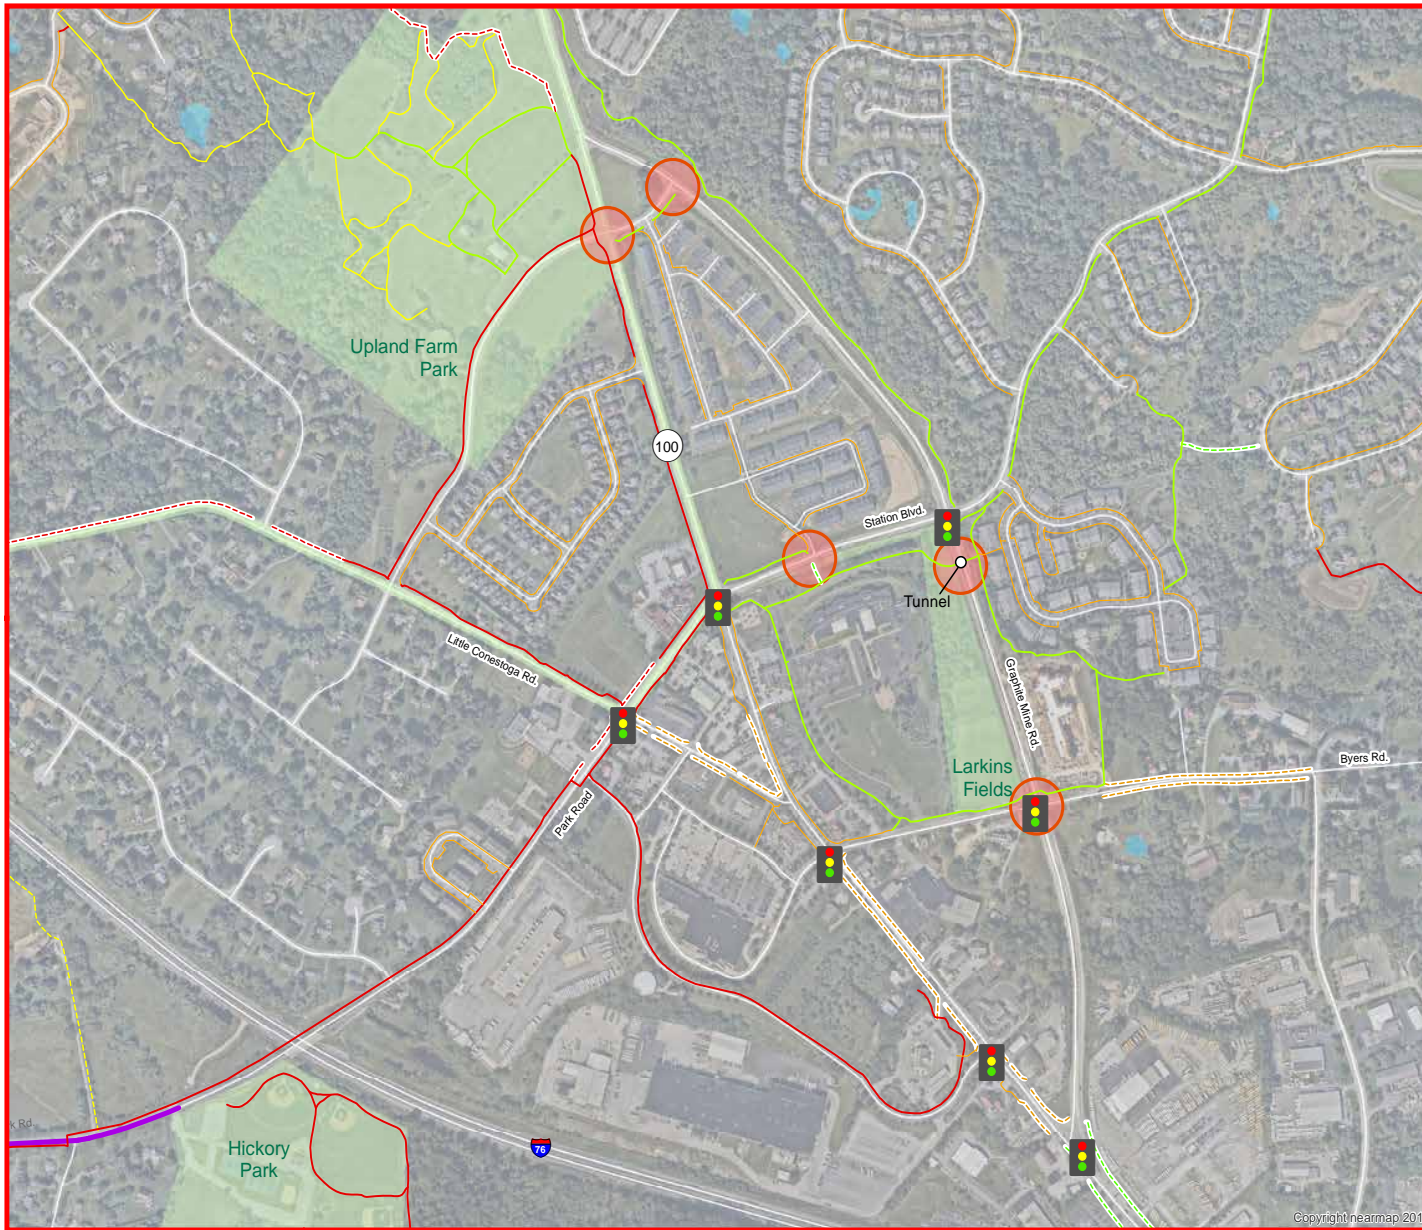 Upland Farm
Park
100
Station Blvd.
Tunnel
Little Conestoga Rd.
Graphite Mine Rd.
Larkins
Fields
Byers Rd.
Park Road
k Rd
Hickory
Park
76
Copyright nearmap 201